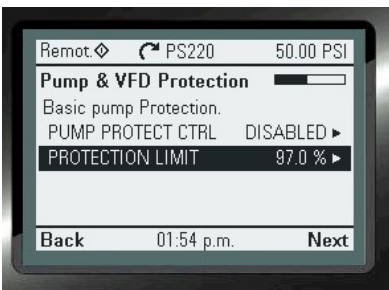 Remot. PS220 50.00 PSI
Pump & VFD Protection
Basic pump Protection.
PUMP PROTECT CTRL DISABLED
PROTECTION LIMIT 97.0 %
Back 01:54 p.m. Next